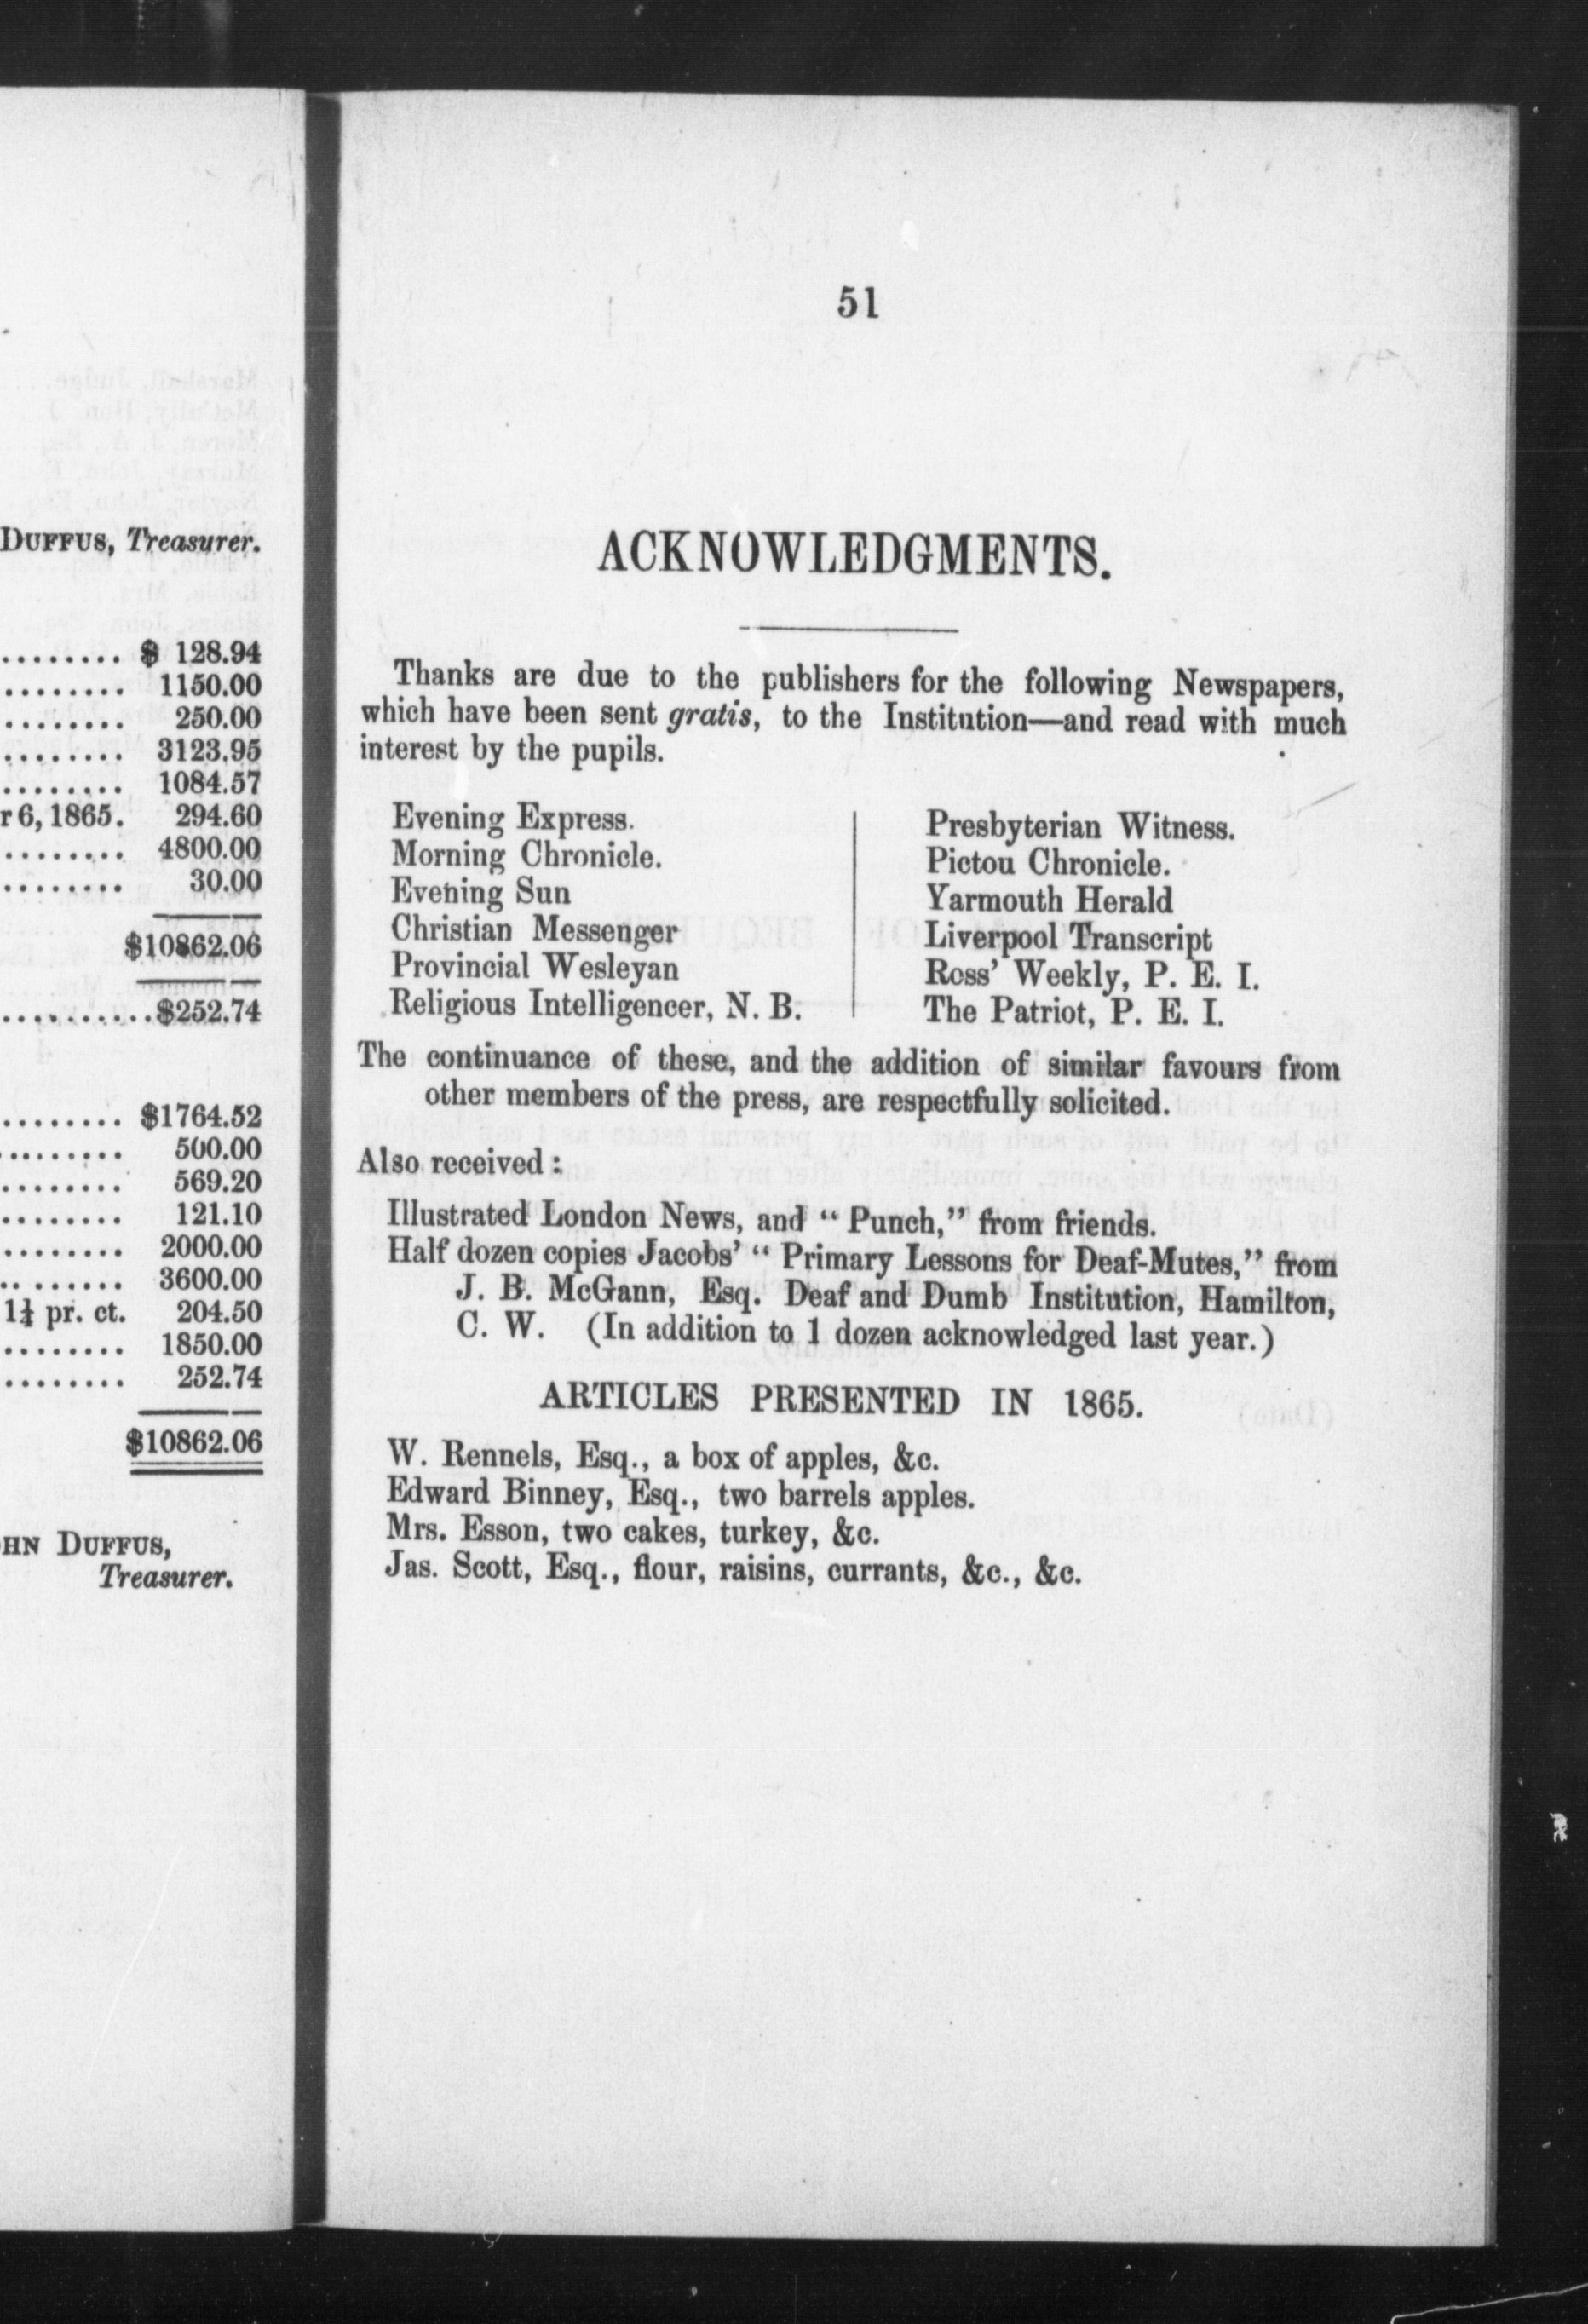 DUFFUS, Treasurer.
........ $ 128.94
........ 1150.00
........ 250.00
........ 3123.95
........ 1084.57
r 6, 1865. 294.60
........ 4800.00
........ 30.00
$10862.06
..........$252.74
........ $1764.52
......... 500.00
........ 569.20
........ 121.10
........ 2000.00
.. ...... 3600.00
pr. ct. 204.50
........ 1850.00
........ 252.74
$10862.06
HN DUFFUS,
Treasurer.
51
ACKNOWLEDGMENTS.
Thanks are due to the publishers for the following Newspapers,
which have been sent gratis, to the Institution—and read with much
interest by the pupils.
Evening Express.
Morning Chronicle.
Evening Sun
Christian Messenger
Provincial Wesleyan
Religious Intelligencer, N. B.
Presbyterian Witness.
Pictou Chronicle.
Yarmouth Herald
Liverpool Transcript
Ross' Weekly, P. E. I.
The Patriot, P. E. I.
The continuance of these, and the addition of similar favours from
other members of the press, are respectfully solicited.
Also received:
Illustrated London News, and “ Punch,” from friends.
Half dozen copies Jacobs' “ Primary Lessons for Deaf-Mutes,” from
J. B. McGann, Esq. Deaf and Dumb Institution, Hamilton,
C. W. (In addition to 1 dozen acknowledged last year.)
ARTICLES PRESENTED IN 1865.
W. Rennels, Esq., a box of apples, &c.
Edward Binney, Esq., two barrels apples.
Mrs. Esson, two cakes, turkey, &c.
Jas. Scott, Esq., flour, raisins, currants, &c., &c.